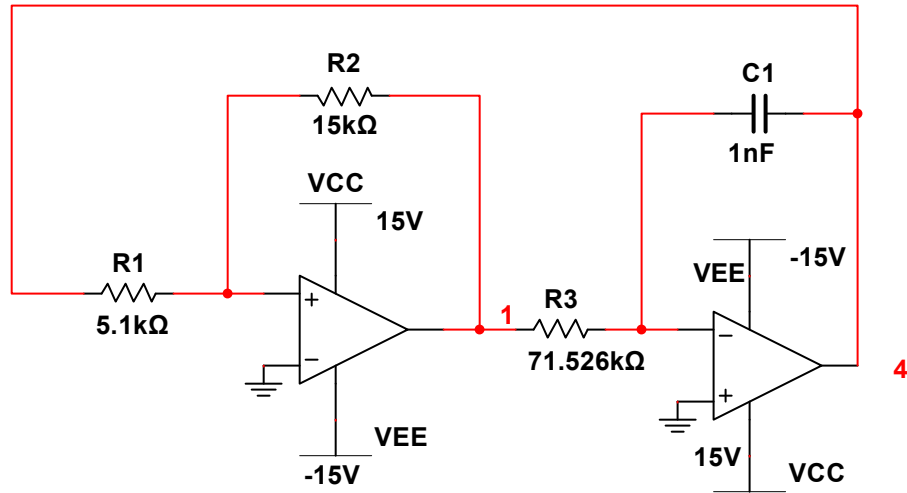 R2
15kΩ
C1
1nF
VCC
15V
R1
5.1kΩ
+
−
1
R3
71.526kΩ
VEE
-15V
−
+
4
VEE
-15V
15V
VCC